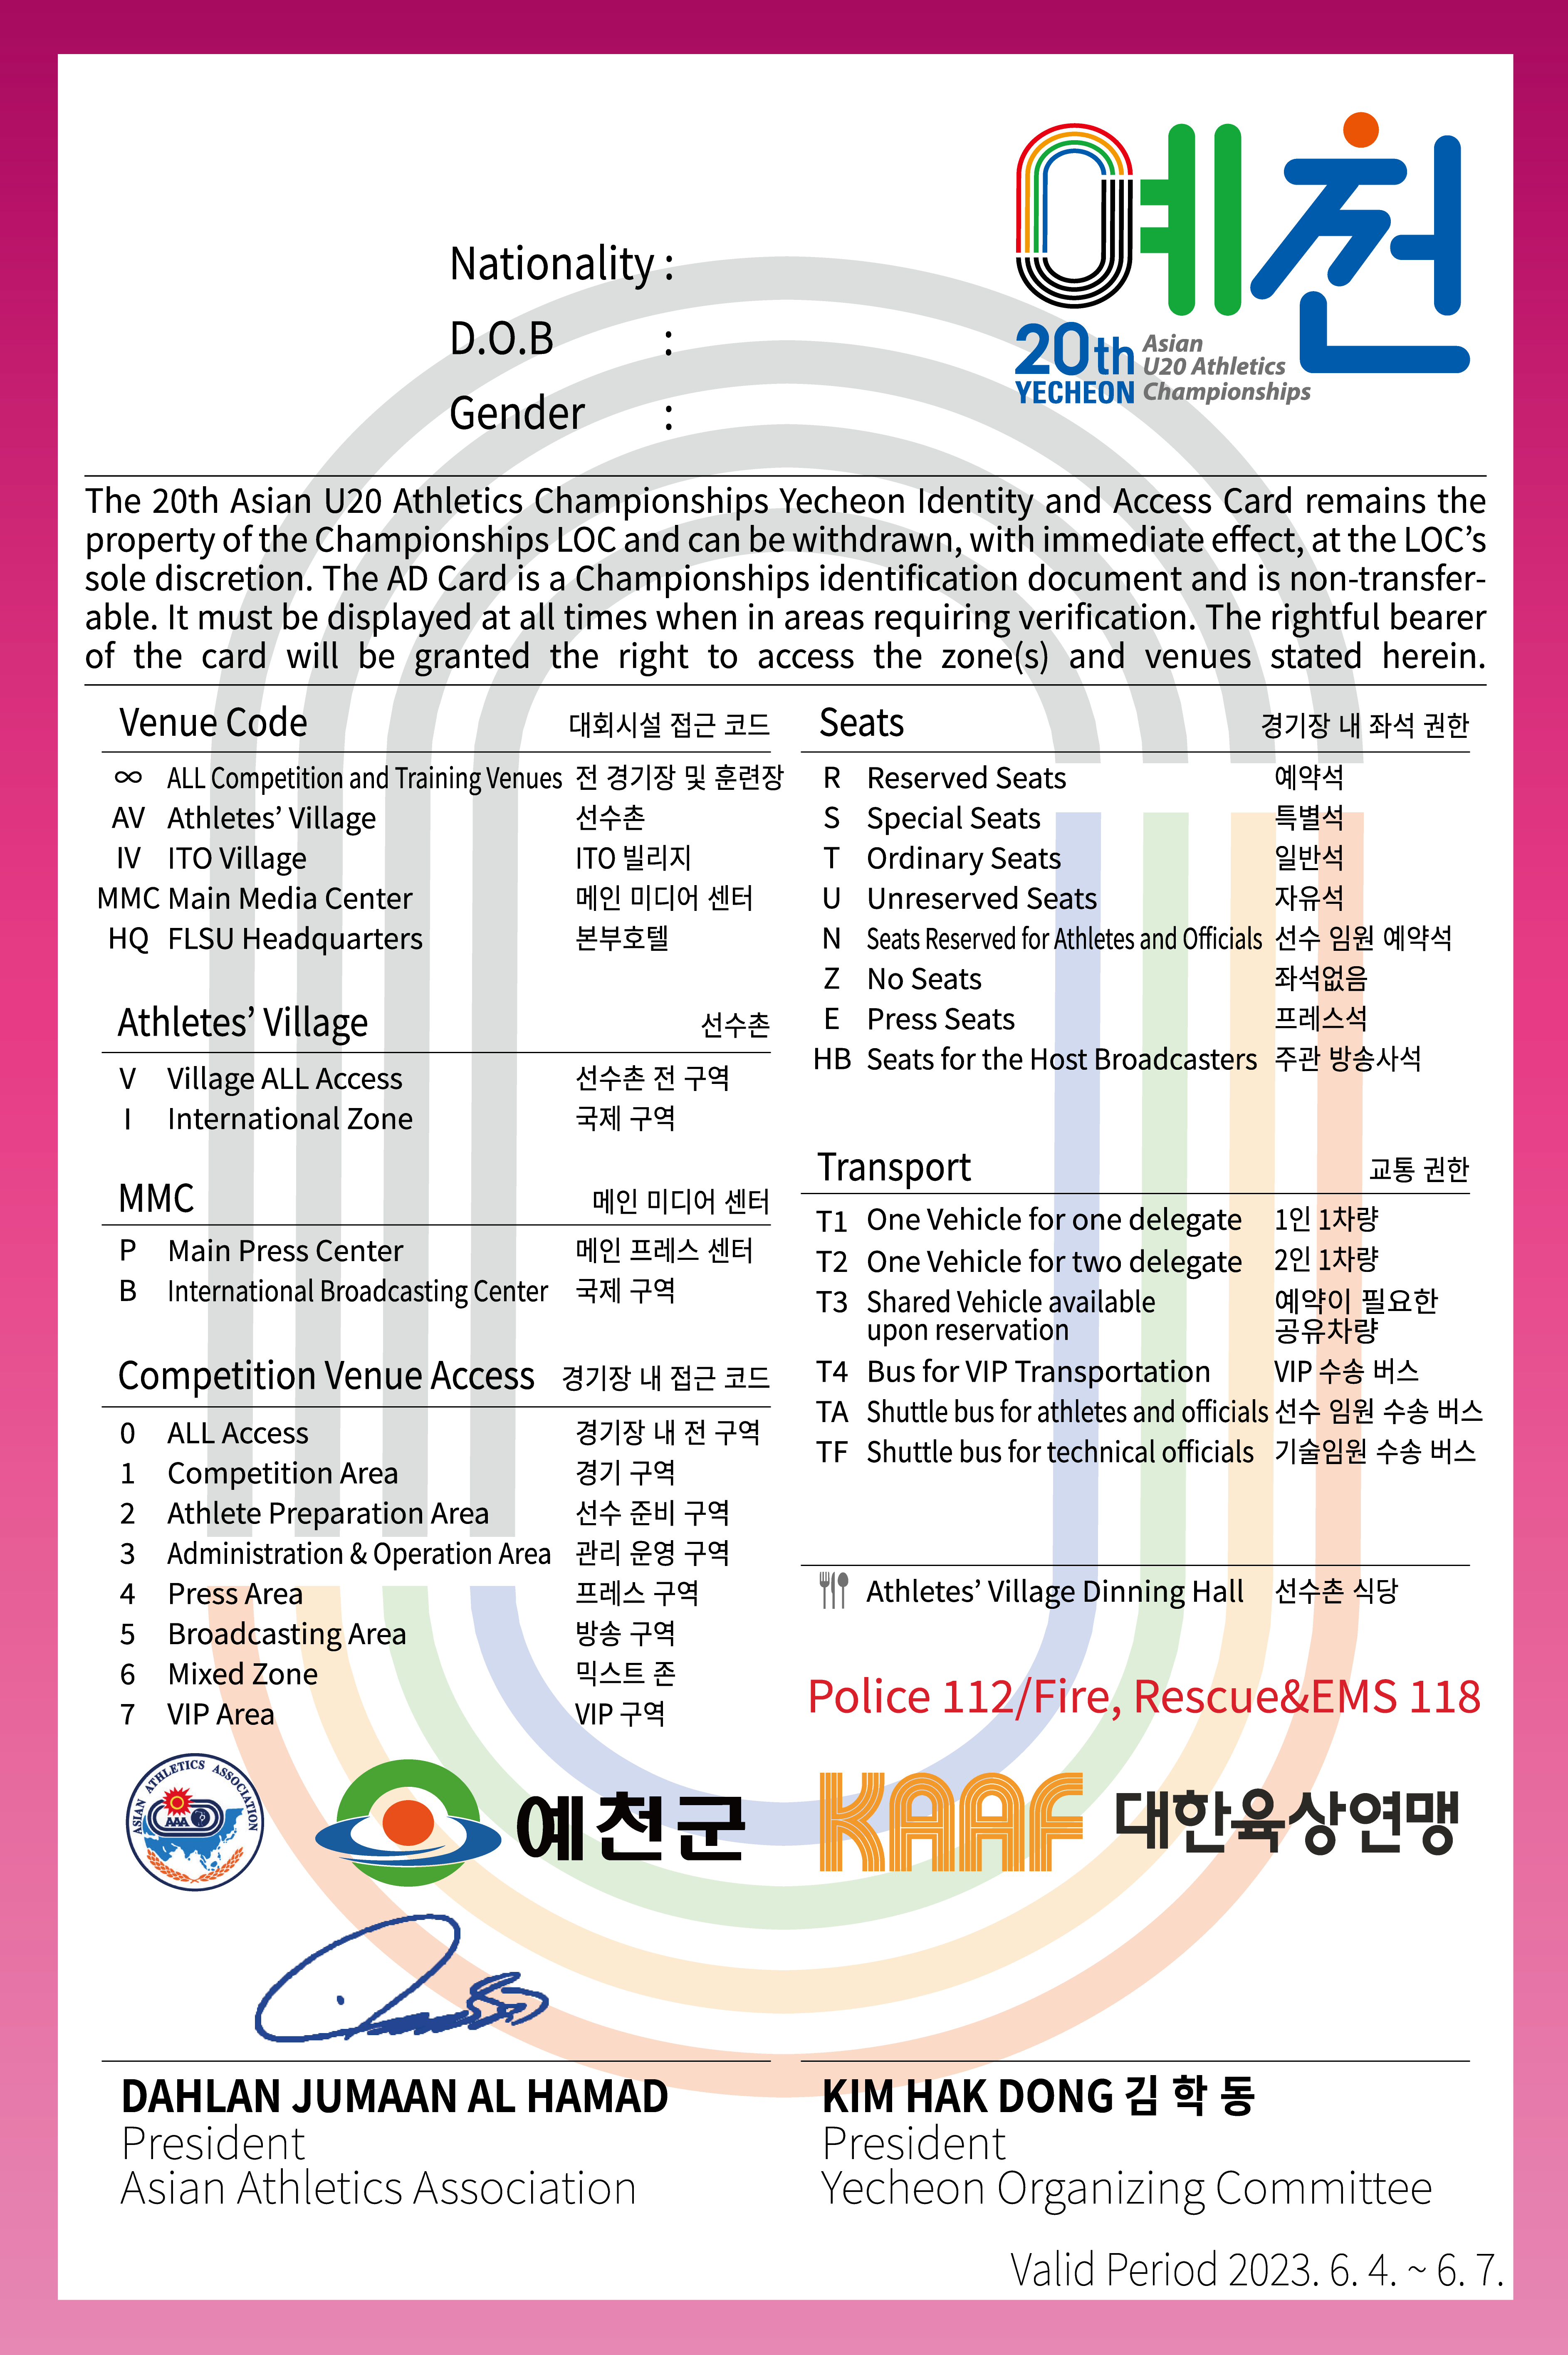 예천
20th YECHEON
Asian
U20 Athletics
Championships
Nationality :
D.O.B :
Gender :
The 20th Asian U20 Athletics Championships Yecheon Identity and Access Card remains the
property of the Championships LOC and can be withdrawn, with immediate effect, at the LOC’s
sole discretion. The AD Card is a Championships identification document and is non-transfer-
able. It must be displayed at all times when in areas requiring verification. The rightful bearer
of the card will be granted the right to access the zone(s) and venues stated herein.
Venue Code 대회시설 접근 코드
∞ ALL Competition and Training Venues 전 경기장 및 훈련장
AV Athletes’ Village 선수촌
IV ITO Village ITO 빌리지
MMC Main Media Center 메인 미디어 센터
HQ FLSU Headquarters 본부호텔
Athletes’ Village 선수촌
V Village ALL Access 선수촌 전 구역
I International Zone 국제 구역
MMC 메인 미디어 센터
P Main Press Center 메인 프레스 센터
B International Broadcasting Center 국제 구역
Competition Venue Access 경기장 내 접근 코드
0 ALL Access 경기장 내 전 구역
1 Competition Area 경기 구역
2 Athlete Preparation Area 선수 준비 구역
3 Administration & Operation Area 관리 운영 구역
4 Press Area 프레스 구역
5 Broadcasting Area 방송 구역
6 Mixed Zone 믹스트 존
7 VIP Area VIP 구역
Seats 경기장 내 좌석 권한
R Reserved Seats 예약석
S Special Seats 특별석
T Ordinary Seats 일반석
U Unreserved Seats 자유석
N Seats Reserved for Athletes and Officials 선수 임원 예약석
Z No Seats 좌석없음
E Press Seats 프레스석
HB Seats for the Host Broadcasters 주관 방송사석
Transport 교통 권한
T1 One Vehicle for one delegate 1인 1차량
T2 One Vehicle for two delegate 2인 1차량
T3 Shared Vehicle available 예약이 필요한
upon reservation 공유차량
T4 Bus for VIP Transportation VIP 수송 버스
TA Shuttle bus for athletes and officials 선수 임원 수송 버스
TF Shuttle bus for technical officials 기술임원 수송 버스
Athletes’ Village Dinning Hall 선수촌 식당
Police 112/Fire, Rescue&EMS 118
ASIAN ATHLETICS ASSOCIATION
AAA
예천군
KAAF 대한육상연맹
DAHLAN JUMAAN AL HAMAD
President
Asian Athletics Association
KIM HAK DONG 김 학 동
President
Yecheon Organizing Committee
Valid Period 2023. 6. 4. ~ 6. 7.